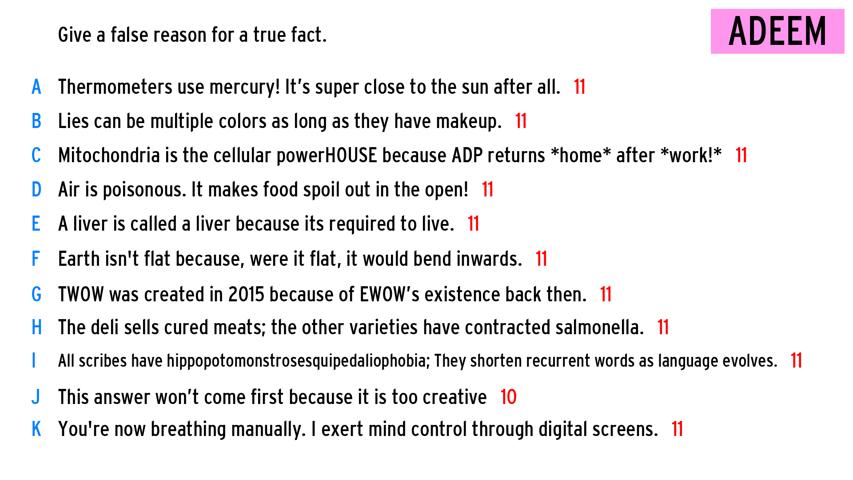 Give a false reason for a true fact.
ADEEM
A Thermometers use mercury! It's super close to the sun after all. 11
B Lies can be multiple colors as long as they have makeup. 11
C Mitochondria is the cellular powerHOUSE because ADP returns *home* after *work!* 11
D Air is poisonous. It makes food spoil out in the open! 11
E A liver is called a liver because its required to live. 11
F Earth isn't flat because, were it flat, it would bend inwards. 11
G TWOW was created in 2015 because of EWOW's existence back then. 11
H The deli sells cured meats; the other varieties have contracted salmonella. 11
I All scribes have hippopotomonstrosesquipedaliophobia; They shorten recurrent words as language evolves. 11
J This answer won't come first because it is too creative 10
K You're now breathing manually. I exert mind control through digital screens. 11